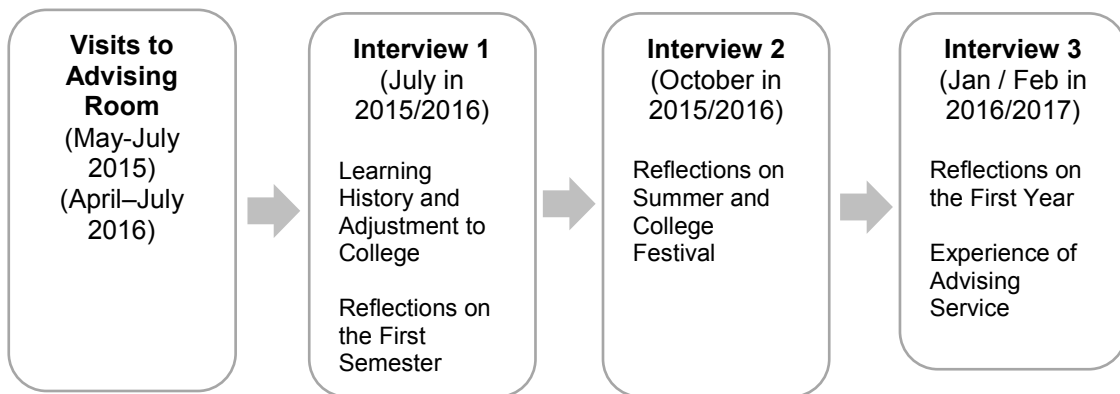 Visits to
Advising
Room
(May-July
2015)
(April–July
2016)
Interview 1
(July in
2015/2016)
Learning
History and
Adjustment to
College
Reflections on
the First
Semester
Interview 2
(October in
2015/2016)
Reflections on
Summer and
College
Festival
Interview 3
(Jan / Feb in
2016/2017)
Reflections on
the First Year
Experience of
Advising
Service